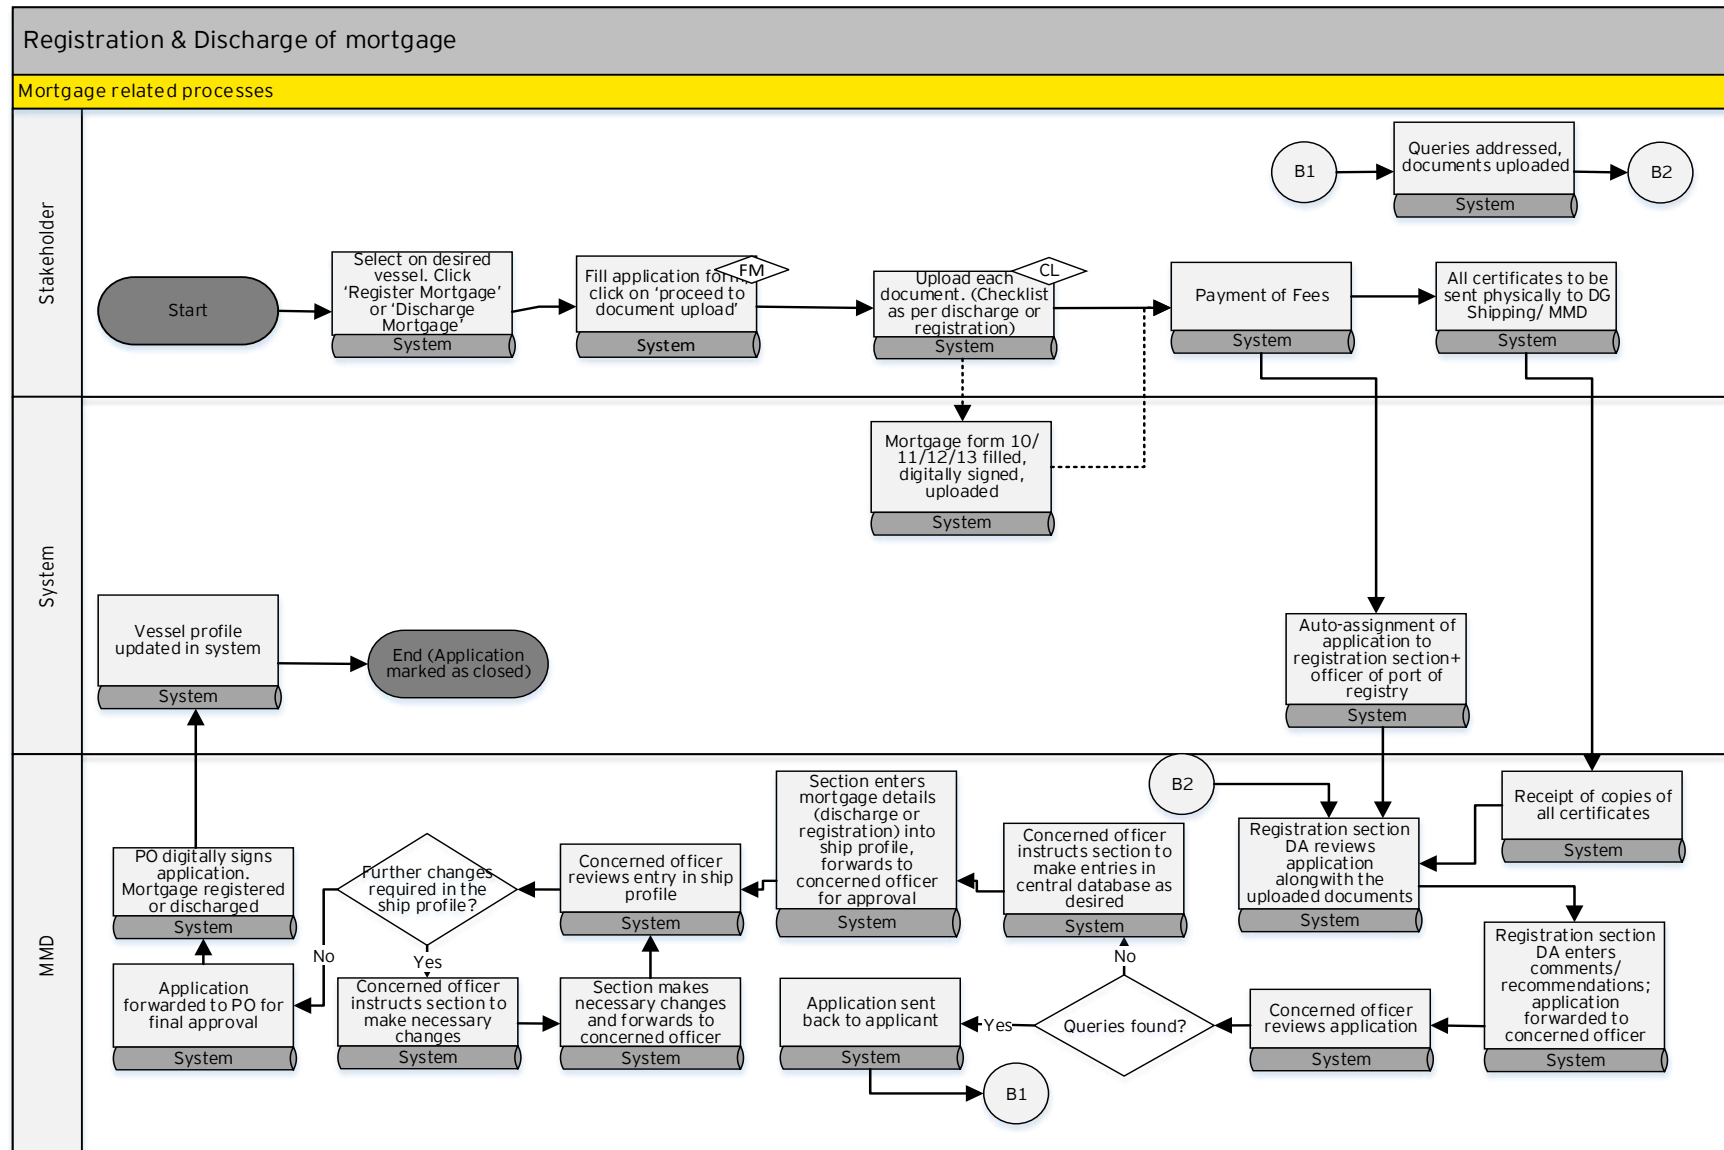 Registration & Discharge of mortgage
Mortgage related processes
Stakeholder
B1
Queries addressed,
documents uploaded
System
B2
Start
Select on desired
vessel. Click
‘Register Mortgage’
or ‘Discharge
Mortgage’
System
Fill application form,
click on ‘proceed to
document upload’
System
FM
Upload each
document. (Checklist
as per discharge or
registration)
System
CL
Payment of Fees
System
All certificates to be
sent physically to DG
Shipping/ MMD
System
System
Mortgage form 10/
11/12/13 filled,
digitally signed,
uploaded
System
Vessel profile
updated in system
System
End (Application
marked as closed)
Auto-assignment of
application to
registration section+
officer of port of
registry
System
MMD
B2
Receipt of copies of
all certificates
System
Registration section
DA reviews
application
alongwith the
uploaded documents
System
Registration section
DA enters
comments/
recommendations;
application
forwarded to
concerned officer
System
Concerned officer
reviews application
System
Queries found?
Yes
No
Application sent
back to applicant
System
B1
Concerned officer
instructs section to
make entries in
central database as
desired
System
Section enters
mortgage details
(discharge or
registration) into
ship profile,
forwards to
concerned officer
for approval
System
Concerned officer
reviews entry in ship
profile
System
Further changes
required in the
ship profile?
Yes
No
Concerned officer
instructs section to
make necessary
changes
System
Section makes
necessary changes
and forwards to
concerned officer
System
Application
forwarded to PO for
final approval
System
PO digitally signs
application.
Mortgage registered
or discharged
System